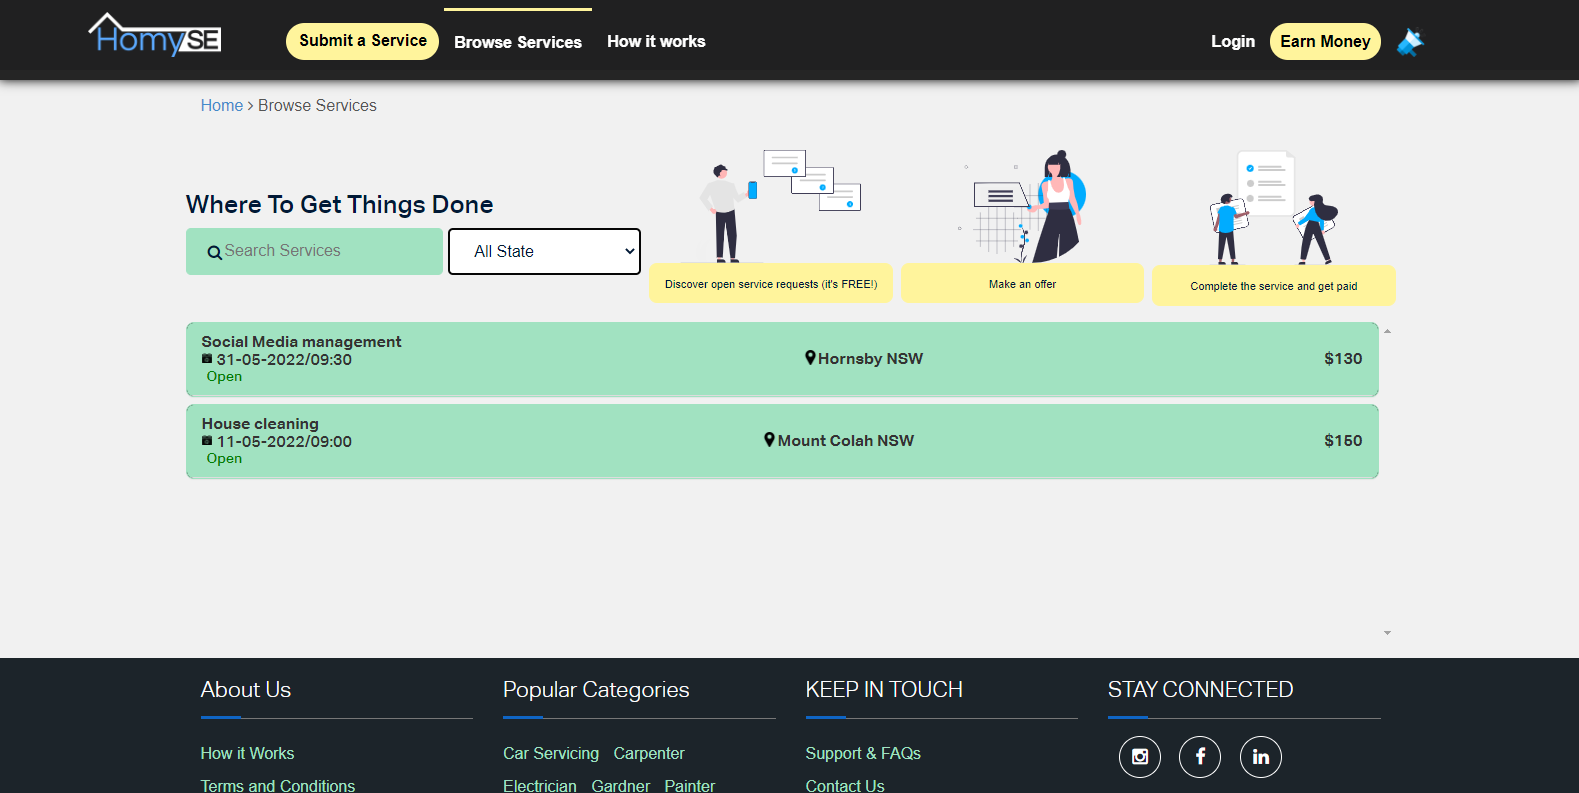 HomySE
Submit a Service
Browse Services
How it works
Login
Earn Money
Home > Browse Services
Where To Get Things Done
Search Services
All State
Discover open service requests (it's FREE!)
Make an offer
Complete the service and get paid
Social Media management
31-05-2022/09:30
Open
Hornsby NSW
$130
House cleaning
11-05-2022/09:00
Open
Mount Colah NSW
$150
About Us
How it Works
Terms and Conditions
Popular Categories
Car Servicing Carpenter
Electrician Gardner Painter
KEEP IN TOUCH
Support & FAQs
Contact Us
STAY CONNECTED